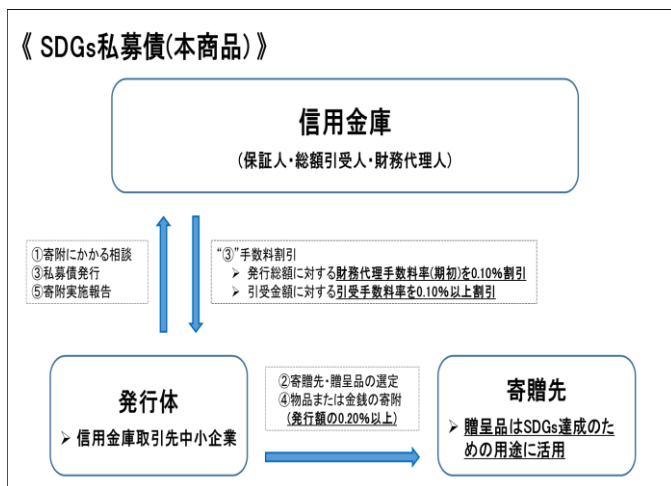 《 SDGs私募債(本商品) 》
信用金庫
(保証人・総額引受人・財務代理人)
①寄附にかかる相談
③私募債発行
⑤寄附実施報告
“③”手数料割引
➢ 発行総額に対する財務代理手数料率(期初)を0.10%割引
➢ 引受金額に対する引受手数料率を0.10%以上割引
発行体
➢ 信用金庫取引先中小企業
②寄贈先・贈呈品の選定
④物品または金銭の寄附
(発行額の0.20%以上)
寄贈先
➢ 贈呈品はSDGs達成のた
めの用途に活用